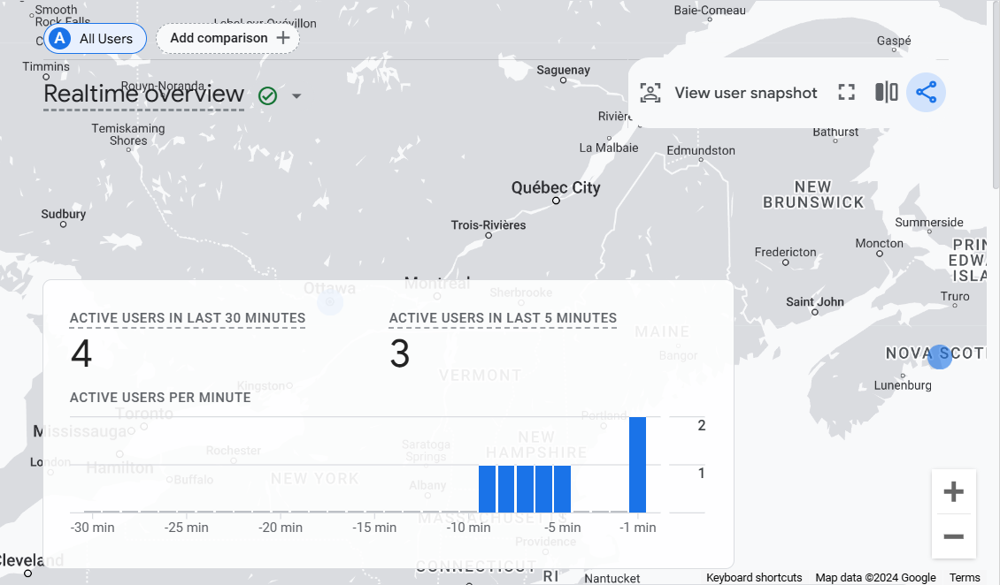 Smooth
Rock Falls
Lebel-sur-Quévillon
Baie-Comeau
A All Users
Add comparison
Gaspé
Timmins
Saguenay
Rouyn-Noranda
Realtime overview
View user snapshot
Temiskaming
Shores
Rivière
La Malbaie
Bathurst
Edmundston
Québec City
NEW
BRUNSWICK
Sudbury
Trois-Rivières
Summerside
Moncton
Fredericton
PRIN
EDWA
ISLA
Ottawa
Montreal
Sherbrooke
Saint John
Truro
ACTIVE USERS IN LAST 30 MINUTES
4
ACTIVE USERS IN LAST 5 MINUTES
3
MAINE
Bangor
NOVA SCOTI
Lunenburg
VERMONT
Kingston
ACTIVE USERS PER MINUTE
Toronto
Portland
2
Mississauga
NEW
HAMPSHIRE
Saratoga
Springs
Rochester
London
Hamilton
1
Buffalo
NEW YORK
Albany
MASSACHUSETTS
-30 min
-25 min
-20 min
-15 min
-10 min
-5 min
-1 min
Providence
Cleveland
CONNECTICUT
RI
Nantucket
Keyboard shortcuts
Map data ©2024 Google
Terms